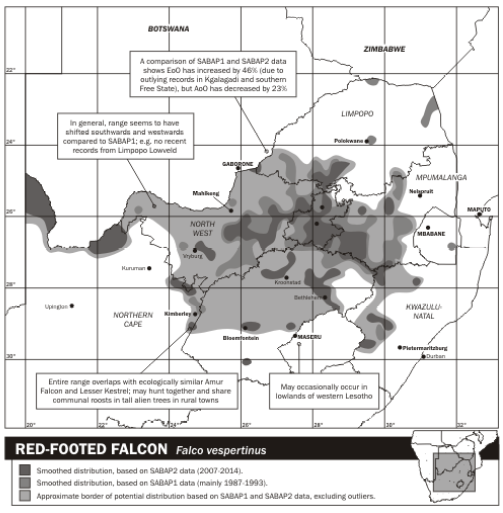 BOTSWANA
ZIMBABWE
A comparison of SABAP1 and SABAP2 data
shows EoO has increased by 46% (due to
outlying records in Kgalagadi and southern
Free State), but AoO has decreased by 23%
22°
LIMPOPO
In general, range seems to have
shifted southwards and westwards
compared to SABAP1; e.g. no recent
records from Limpopo Lowveld
Polokwane
24°
GABORONE
MPUMALANGA
Mahikeng
Nelspruit
MAPUTO
26°
NORTH
WEST
MBABANE
Vryburg
Kuruman
Kroonstad
28°
Bethlehem
Upington
NORTHERN
CAPE
Kimberley
KWAZULU-
NATAL
Bloemfontein
MASERU
Pietermaritzburg
Durban
30°
Entire range overlaps with ecologically similar Amur
Falcon and Lesser Kestrel; may hunt together and share
communal roosts in tall alien trees in rural towns
May occasionally occur in
lowlands of western Lesotho
20° 22° 24° 26° 28° 30° 32°
RED-FOOTED FALCON Falco vespertinus
Smoothed distribution, based on SABAP2 data (2007-2014).
Smoothed distribution, based on SABAP1 data (mainly 1987-1993).
Approximate border of potential distribution based on SABAP1 and SABAP2 data, excluding outliers.